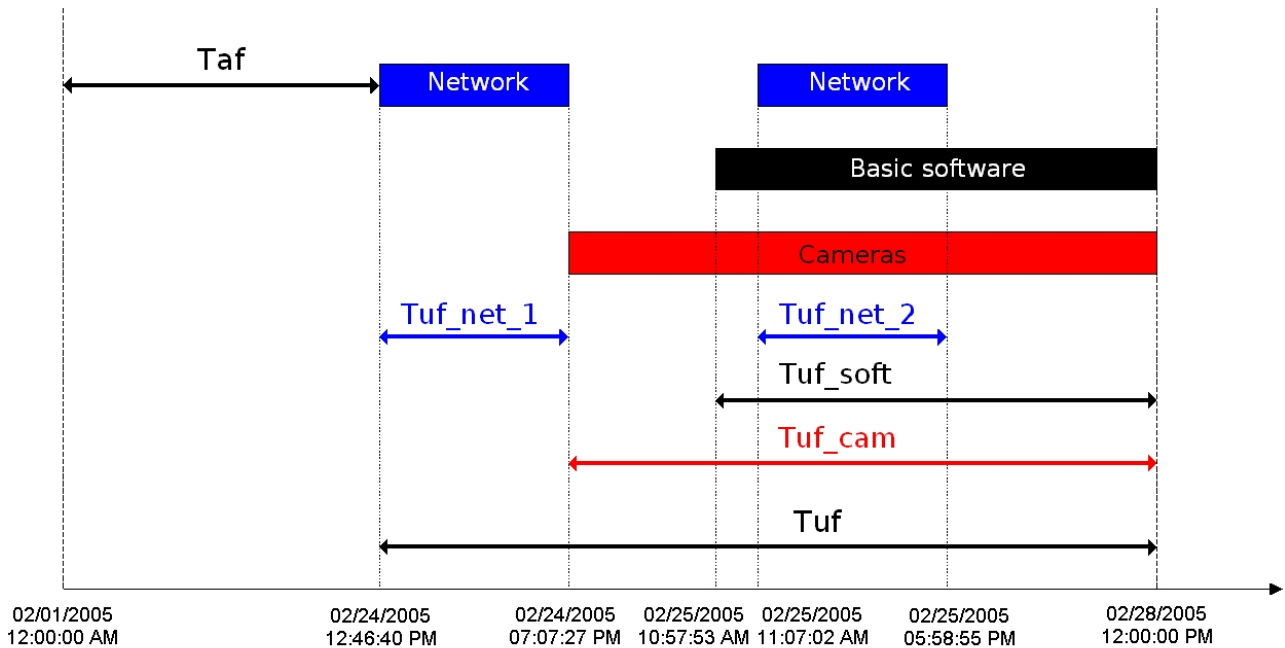 Taf
Network
Network
Basic software
Cameras
Tuf_net_1
Tuf_net_2
Tuf_soft
Tuf_cam
Tuf
02/01/2005
12:00:00 AM
02/24/2005
12:46:40 PM
02/24/2005
07:07:27 PM
02/25/2005
10:57:53 AM
02/25/2005
11:07:02 AM
02/25/2005
05:58:55 PM
02/28/2005
12:00:00 PM